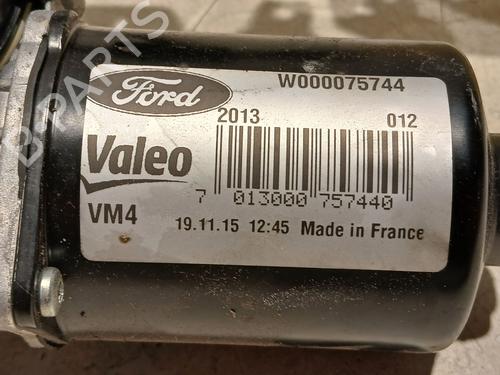 Ford
W000075744
2013 012
Valeo
7 013000 757440
VM4
19.11.15 12:45 Made in France
B-PARTS